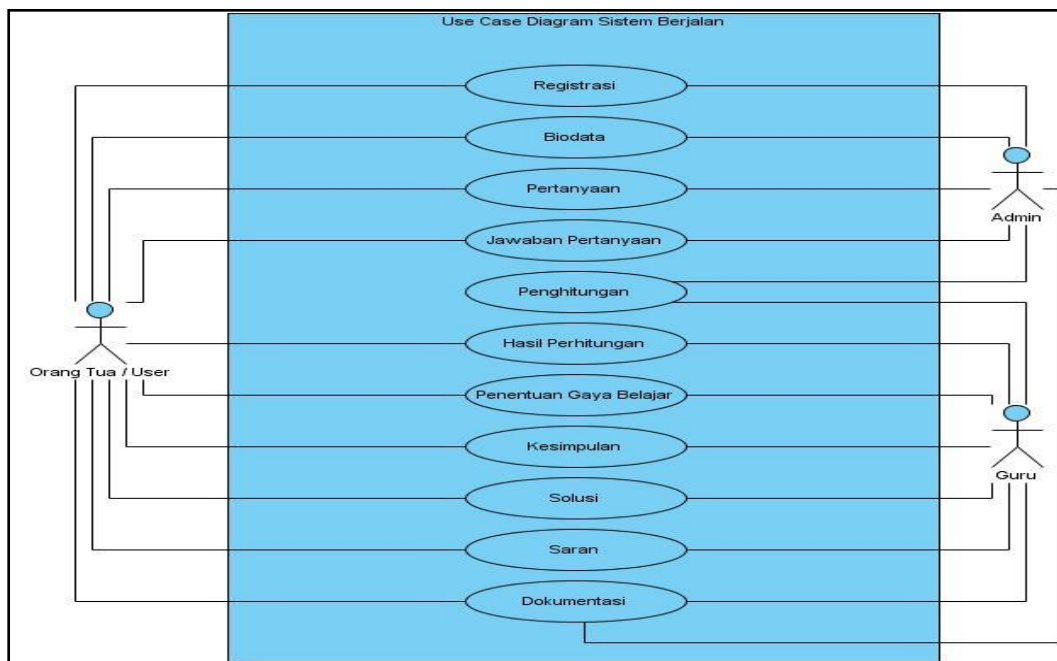 Use Case Diagram Sistem Berjalan
Registrasi
Biodata
Pertanyaan
Admin
Jawaban Pertanyaan
Penghitungan
Hasil Perhitungan
Orang Tua / User
Penentuan Gaya Belajar
Kesimpulan
Guru
Solusi
Saran
Dokumentasi